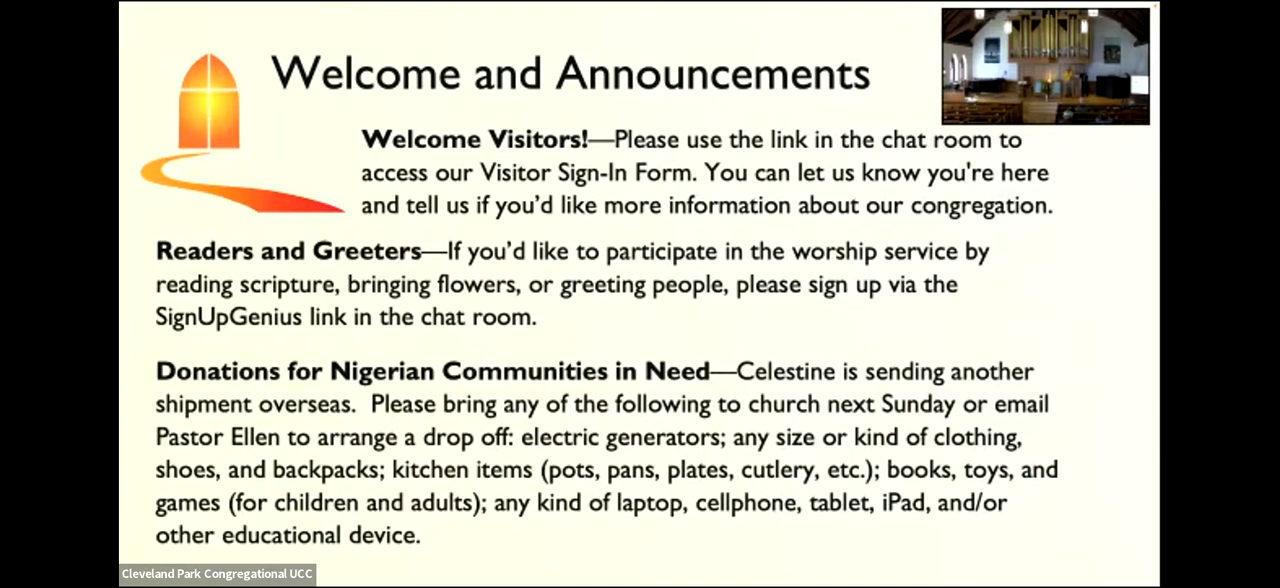 Welcome and Announcements
Welcome Visitors!—Please use the link in the chat room to
access our Visitor Sign-In Form. You can let us know you're here
and tell us if you’d like more information about our congregation.
Readers and Greeters—If you’d like to participate in the worship service by
reading scripture, bringing flowers, or greeting people, please sign up via the
SignUpGenius link in the chat room.
Donations for Nigerian Communities in Need—Celestine is sending another
shipment overseas.  Please bring any of the following to church next Sunday or email
Pastor Ellen to arrange a drop off: electric generators; any size or kind of clothing,
shoes, and backpacks; kitchen items (pots, pans, plates, cutlery, etc.); books, toys, and
games (for children and adults); any kind of laptop, cellphone, tablet, iPad, and/or
other educational device.
Cleveland Park Congregational UCC